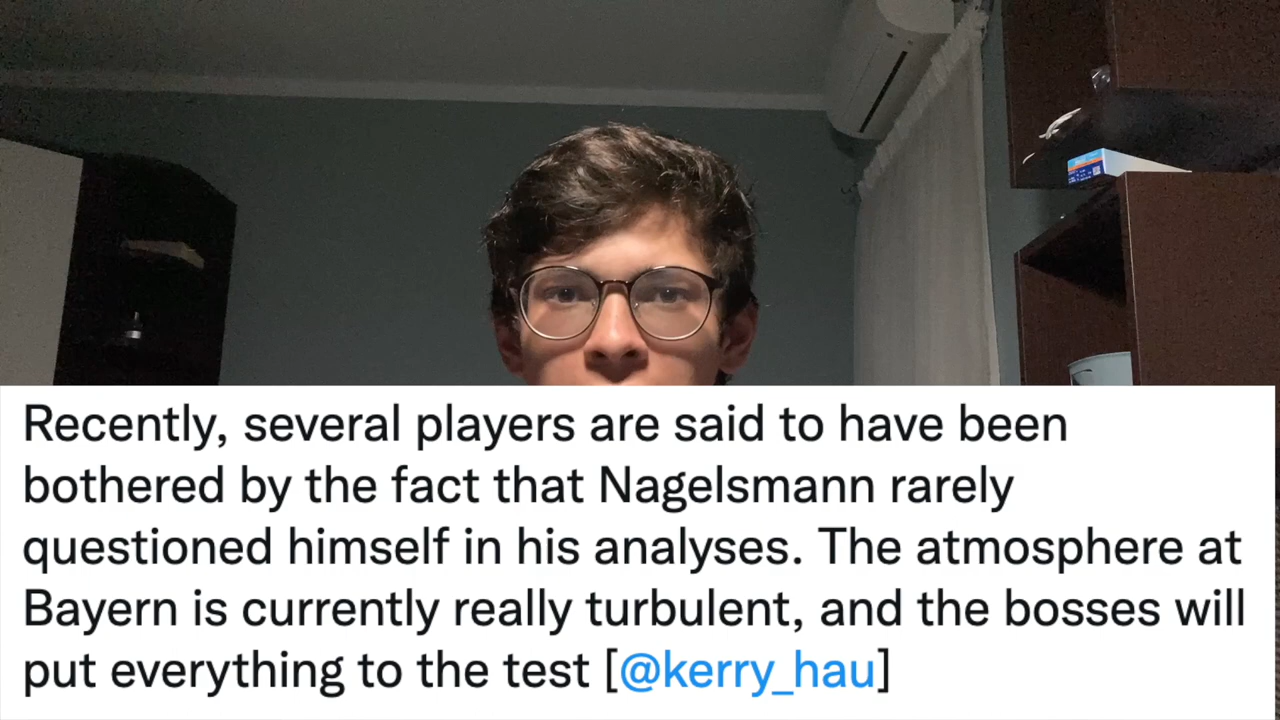 Recently, several players are said to have been
bothered by the fact that Nagelsmann rarely
questioned himself in his analyses. The atmosphere at
Bayern is currently really turbulent, and the bosses will
put everything to the test [@kerry_hau]